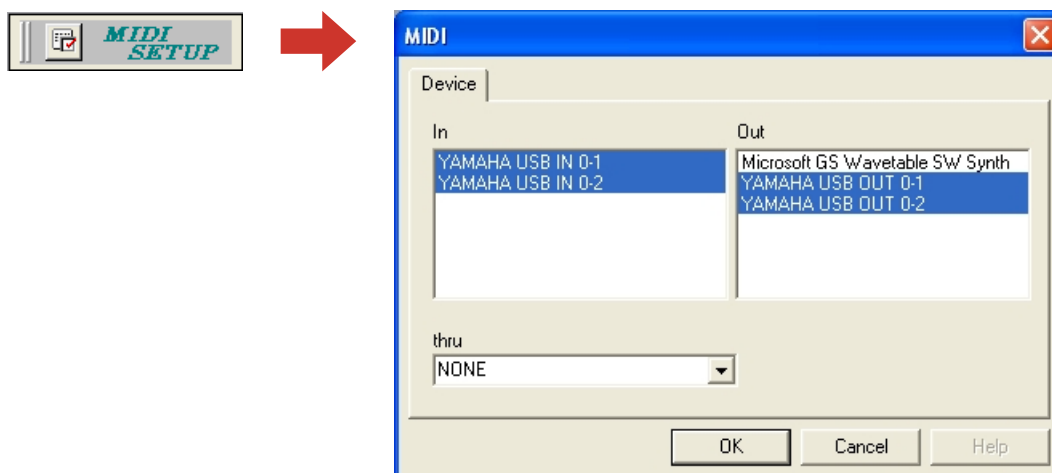 MIDI
SETUP
MIDI
Device
In
Out
YAMAHA USB IN 0-1
YAMAHA USB IN 0-2
Microsoft GS Wavetable SW Synth
YAMAHA USB OUT 0-1
YAMAHA USB OUT 0-2
thru
NONE
OK
Cancel
Help